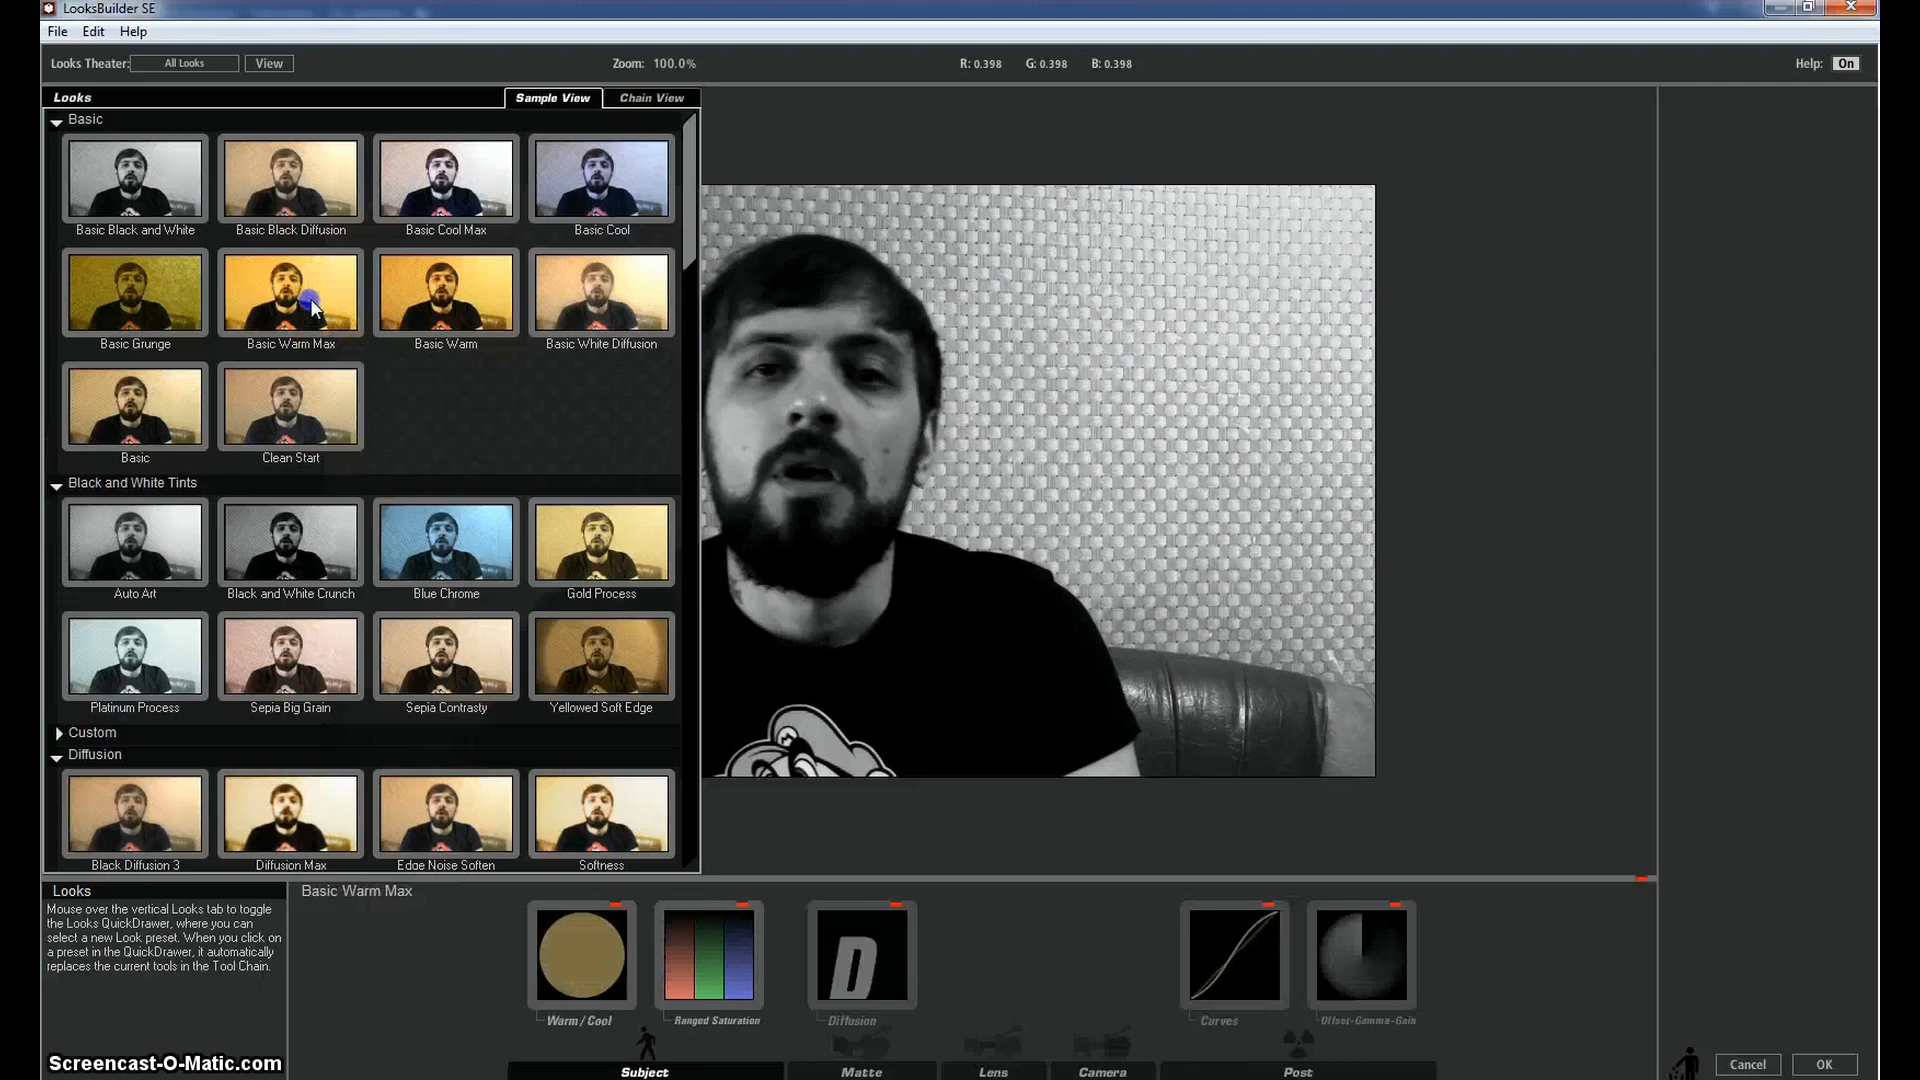 LooksBuilder SE
File Edit Help
Looks Theater: All Looks View Zoom: 100.0% R: 0.398 G: 0.398 B: 0.398 Help: On
Looks Sample View Chain View
Basic
Basic Black and White Basic Black Diffusion Basic Cool Max Basic Cool
Basic Grunge Basic Warm Max Basic Warm Basic White Diffusion
Basic Clean Start
Black and White Tints
Auto Art Black and White Crunch Blue Chrome Gold Process
Platinum Process Sepia Big Grain Sepia Contrasty Yellowed Soft Edge
Custom
Diffusion
Black Diffusion 3 Diffusion Max Edge Noise Soften Softness
Looks
Mouse over the vertical Looks tab to toggle
the Looks QuickDrawer, where you can
select a new Look preset. When you click on
a preset in the QuickDrawer, it automatically
replaces the current tools in the Tool Chain.
Basic Warm Max
D
Warm / Cool Ranged Saturation Diffusion Curves Offset-Gamma-Gain
Subject Matte Lens Camera Post
Cancel OK
Screencast-O-Matic.com